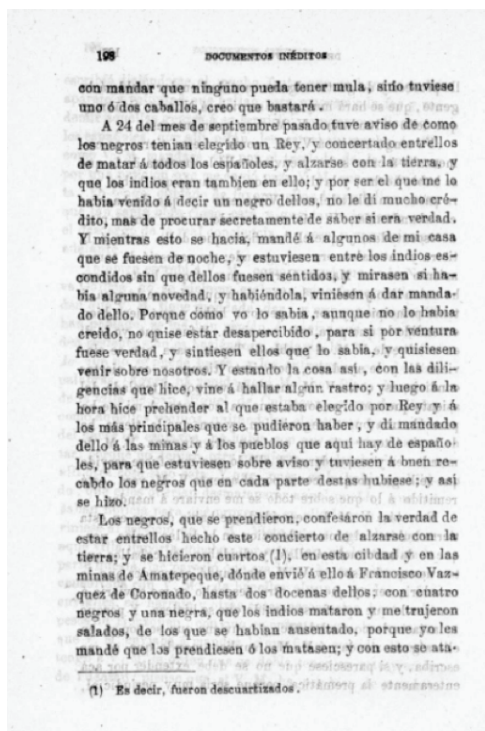 198 DOCUMENTOS INÉDITOS
con mandar que ninguno pueda tener mula, sino tuviese
uno ó dos caballos, creo que bastará.
A 24 del mes de septiembre pasado tuve aviso de como
los negros tenian elegido un Rey, y concertado entrellos
de matar á todos los españoles, y alzarse con la tierra, y
que los indios eran tambien en ello; y por ser el que me lo
habia venido á decir un negro dellos, no le di mucho cré-
dito, mas de procurar secretamente de saber si era verdad.
Y mientras esto se hacia, mandé á algunos de mi casa
que se fuesen de noche, y estuviesen entre los indios es-
condidos sin que dellos fuesen sentidos, y mirasen si ha-
bia alguna novedad, y habiéndola, viniesen á dar manda-
do dello. Porque como yo lo sabia, aunque no lo habia
creido, no quise estar desapercibido, para si por ventura
fuese verdad, y sintiesen ellos que lo sabia, y quisiesen
venir sobre nosotros. Y estando la cosa asi, con las dili-
gencias que hice, vine á hallar algun rastro; y luego á la
hora hice prehender al que estaba elegido por Rey y á
los más principales que se pudieron haber, y di mandado
dello á las minas y á los pueblos que aqui hay de españo-
les, para que estuviesen sobre aviso y tuviesen á buen re-
cabdo los negros que en cada parte destas hubiese; y asi
se hizo.
Los negros, que se prendieron, confesaron la verdad de
estar entrellos hecho este concierto de alzarse con la
tierra; y se hicieron cuartos (1), en esta cibdad y en las
minas de Amatepeque, dónde envié á ello á Francisco Vaz-
quez de Coronado, hasta dos docenas dellos, con cuatro
negros y una negra, que los indios mataron y me trujeron
salados, de los que se habian ausentado, porque yo les
mandé que los prendiesen ó los matasen; y con esto se ata-
(1) Es decir, fueron descuartizados.